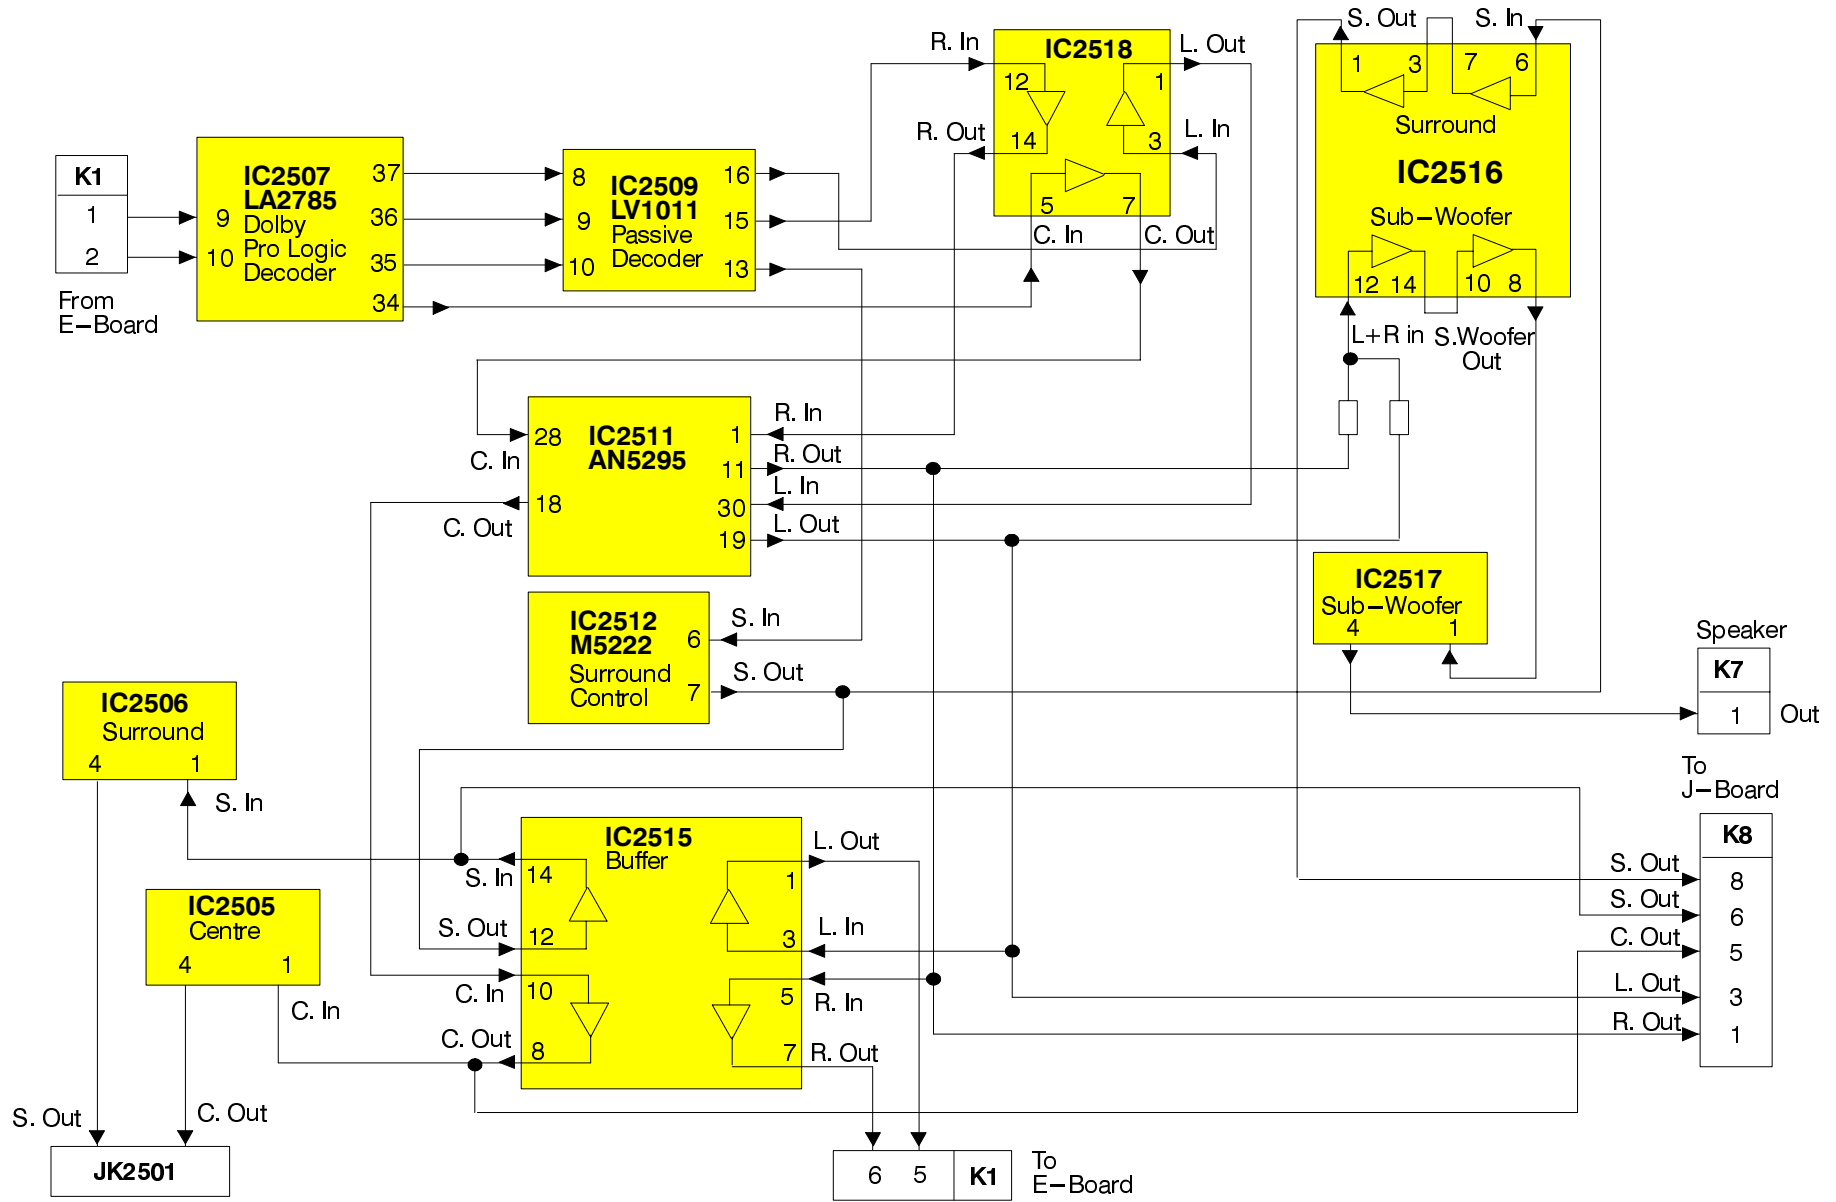 K1
1
2
From
E−Board
IC2507
LA2785
Dolby
Pro Logic
Decoder
9
10
37
36
35
34
IC2509
LV1011
Passive
Decoder
8
9
10
16
15
13
IC2518
R. In
12
R. Out
14
L. Out
1
L. In
3
5
7
C. In
C. Out
S. Out
S. In
1
3
7
6
Surround
IC2516
Sub−Woofer
12
14
10
8
L+R in
S.Woofer
Out
IC2511
AN5295
28
C. In
18
C. Out
R. In
1
R. Out
11
L. In
30
L. Out
19
IC2512
M5222
Surround
Control
6
S. In
7
S. Out
IC2517
Sub−Woofer
4
1
Speaker
K7
1
Out
IC2506
Surround
4
1
S. In
IC2505
Centre
4
1
C. In
S. Out
C. Out
JK2501
IC2515
Buffer
S. In
14
S. Out
12
C. In
10
C. Out
8
L. Out
1
L. In
3
5
R. In
7
R. Out
6
5
K1
To
E−Board
To
J−Board
K8
S. Out
8
S. Out
6
C. Out
5
L. Out
3
R. Out
1